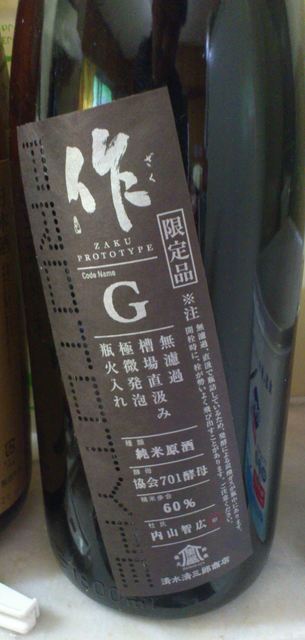 作
ざく
ZAKU
PROTOTYPE
限定品
Code Name
G
無濾過
槽場直汲み
極微発泡
瓶火入れ
種類
純米原酒
酵母
協会701酵母
精米歩合
60%
杜氏
内山智広
清水清三郎商店